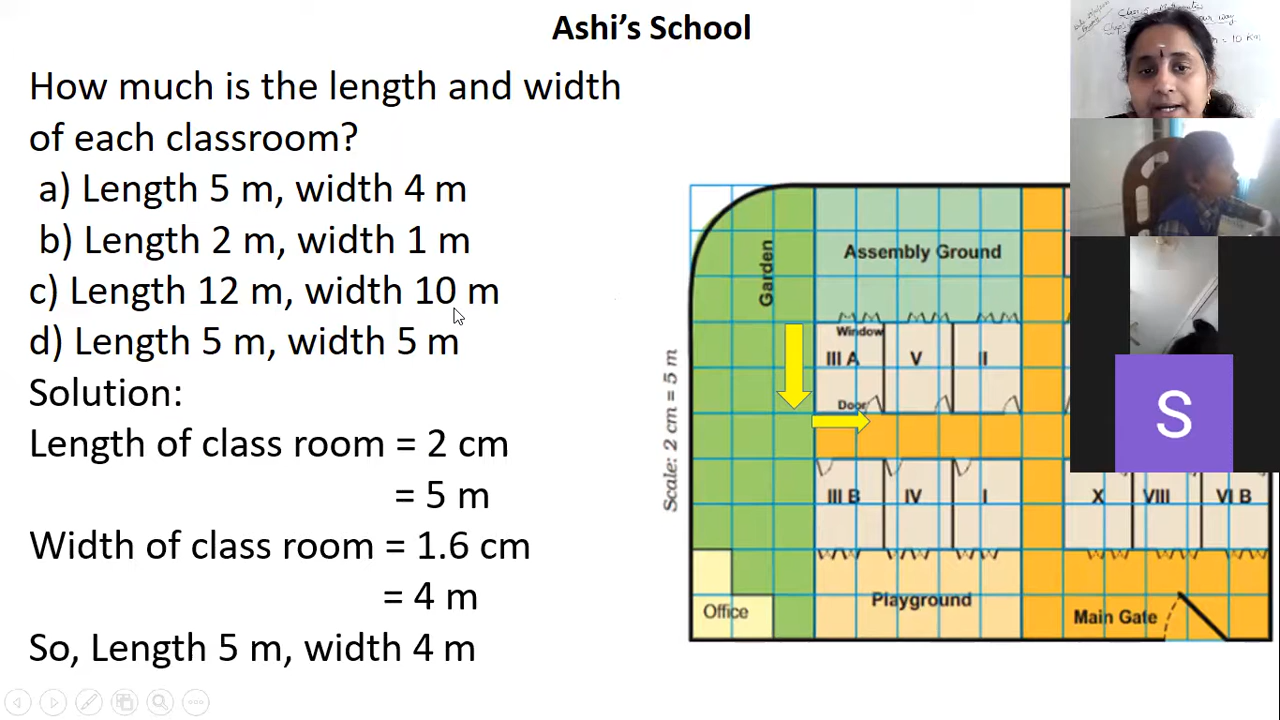 Ashi's School
How much is the length and width
of each classroom?
a) Length 5 m, width 4 m
b) Length 2 m, width 1 m
c) Length 12 m, width 10 m
d) Length 5 m, width 5 m
Solution:
Length of class room = 2 cm
= 5 m
Width of class room = 1.6 cm
= 4 m
So, Length 5 m, width 4 m
Scale: 2 cm = 5 m
Garden
Assembly Ground
Window
III A
V
II
Door
III B
IV
I
X
VIII
VI B
Office
Playground
Main Gate
S
= 10 km